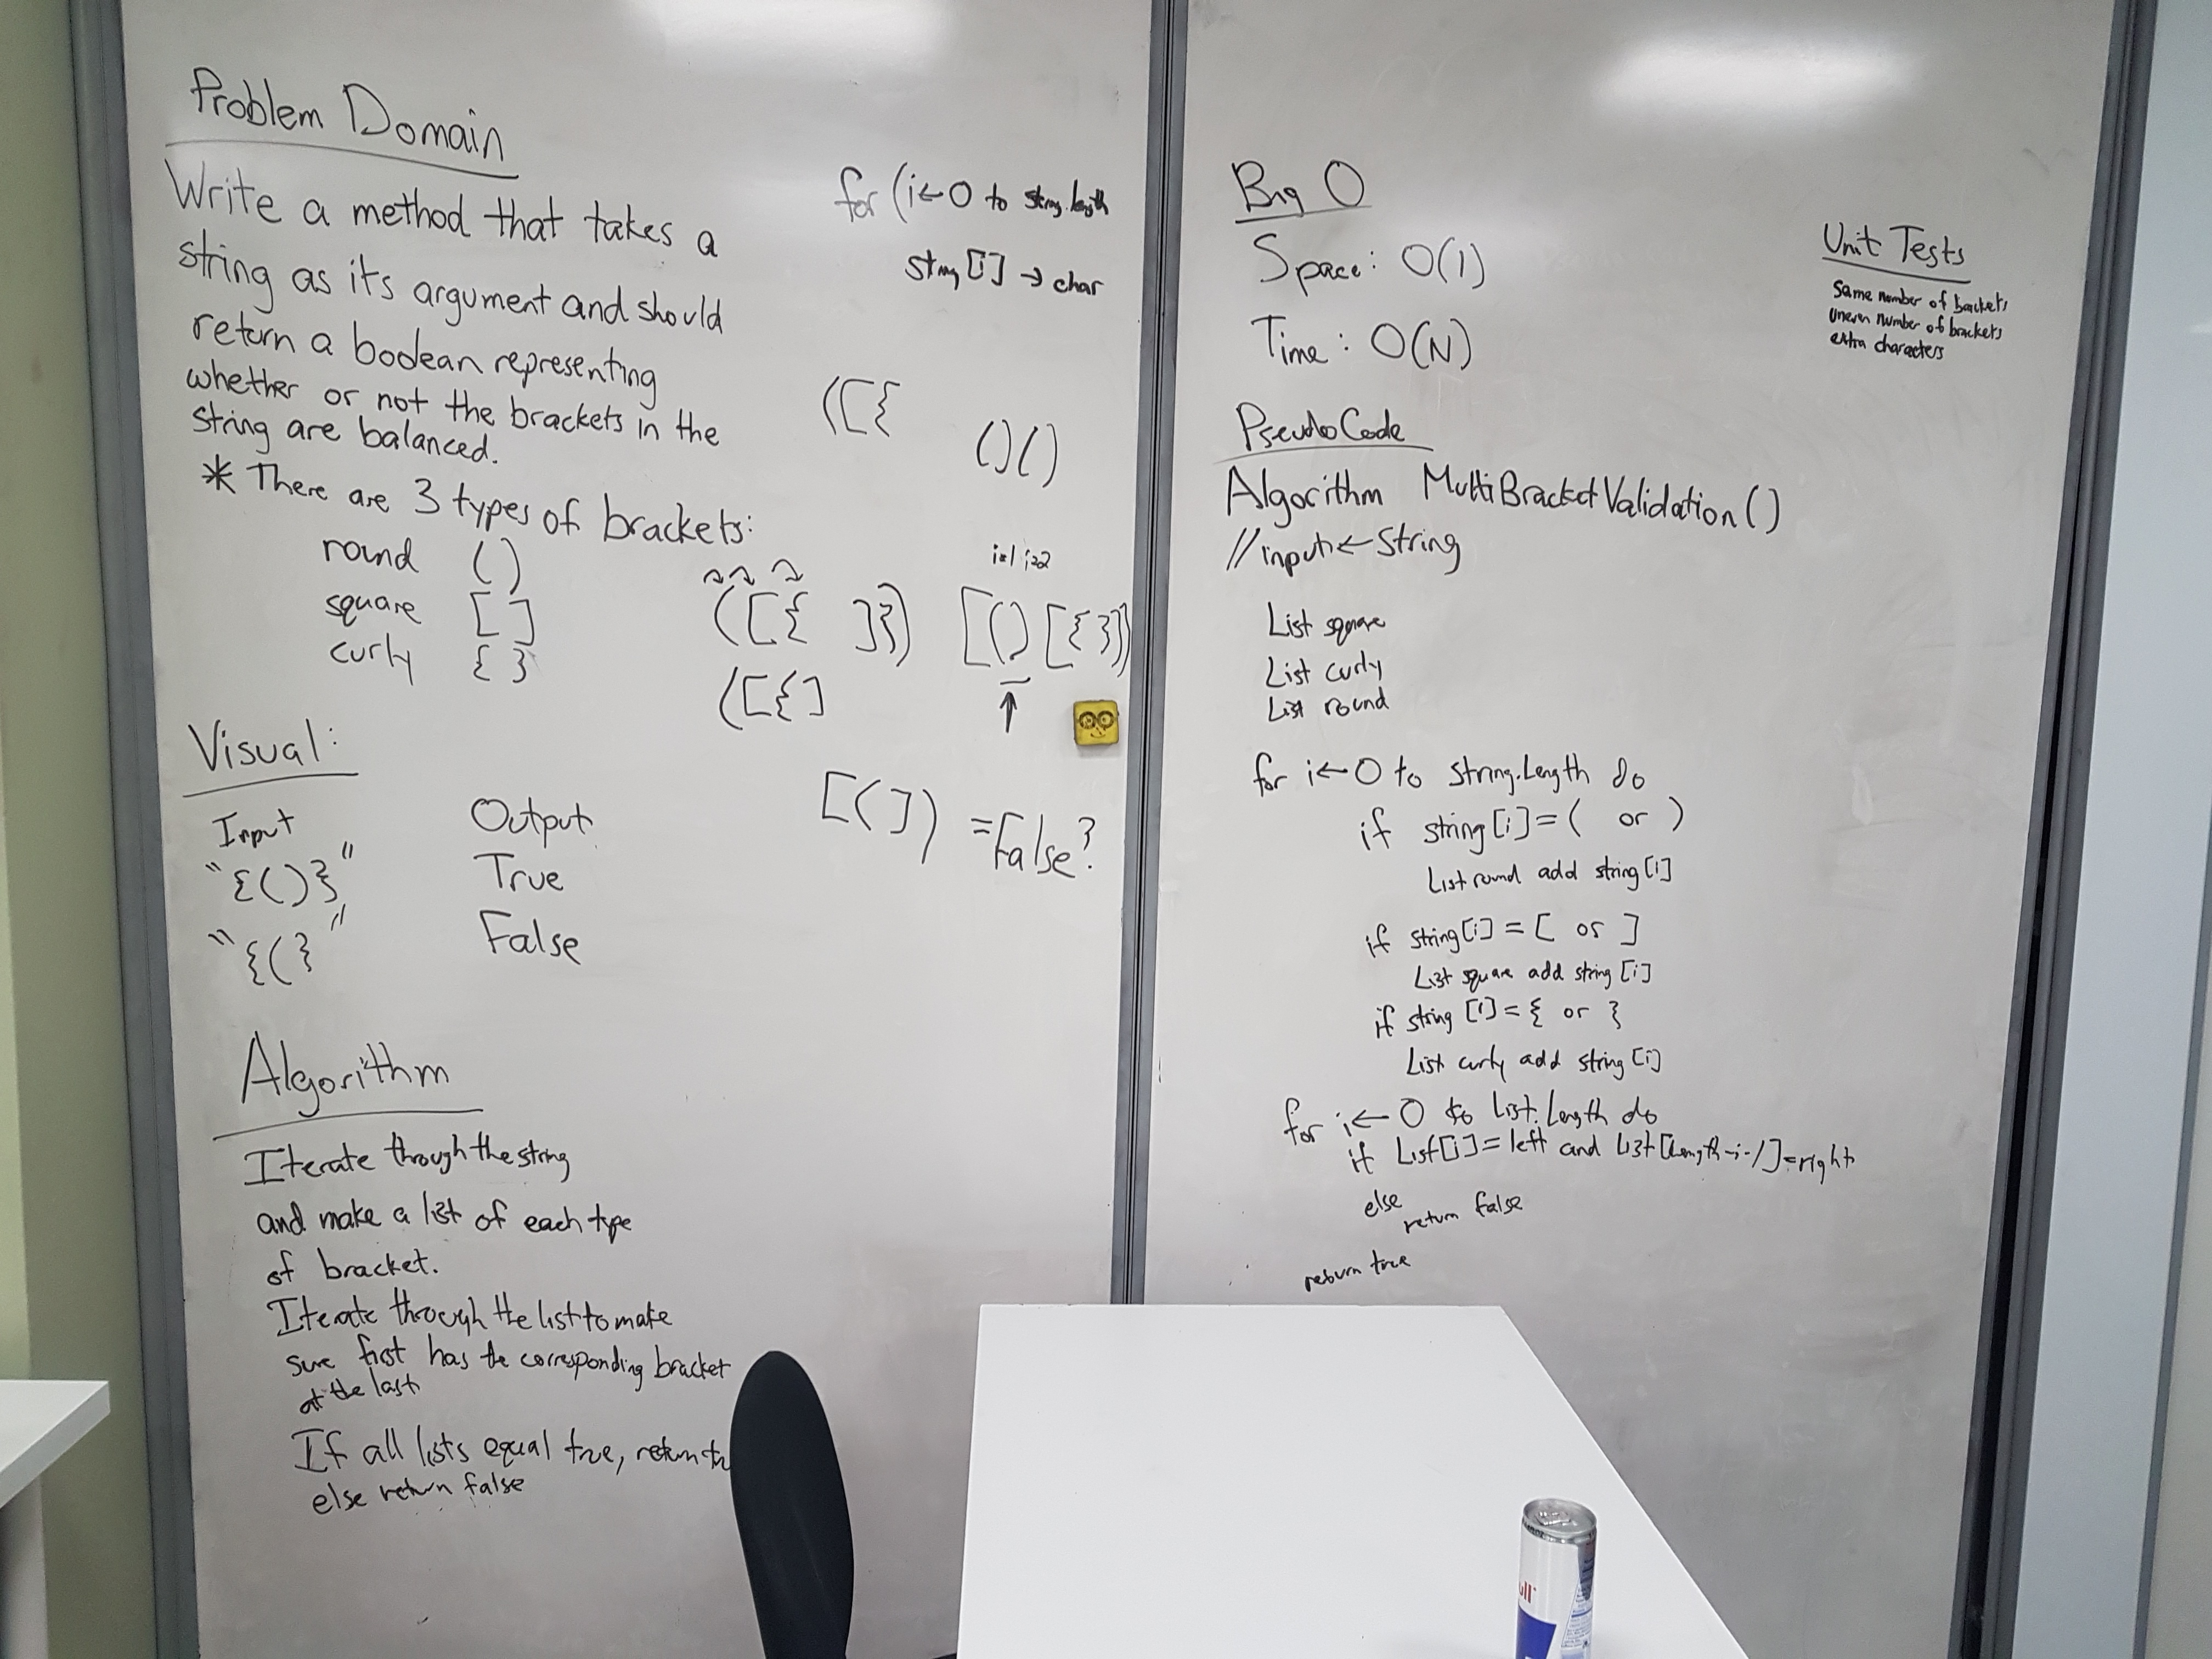 Problem Domain
Write a method that takes a
string as its argument and should
return a boolean representing
whether or not the brackets in the
string are balanced.
* There are 3 types of brackets:
round ( )
square [ ]
curly { }
Visual:
Input Output
"{()}" True
"{(}" False
Algorithm
Iterate through the string
and make a list of each type
of bracket.
Iterate through the list to make
sure first has the corresponding bracket
at the last
If all lists equal true, return
else return false
for (i ← 0 to string.length
string [i] → char
([{
()()
i=1 i=2
([{ ]}) [()[{}]
([{]
[(]) = False?
Big O
Space: O(1)
Time: O(N)
Unit Tests
Same number of brackets
uneven number of brackets
extra characters
PseudoCode
Algorithm MultiBracketValidation ( )
// input ← String
List square
List curly
List round
for i ← 0 to string.Length do
if string [i] = ( or )
List round add string [i]
if string [i] = [ or ]
List square add string [i]
if string [i] = { or }
List curly add string [i]
for i ← 0 to List.Length do
if List[i] = left and List [Length-i-1] = right
else
return false
return true
ull